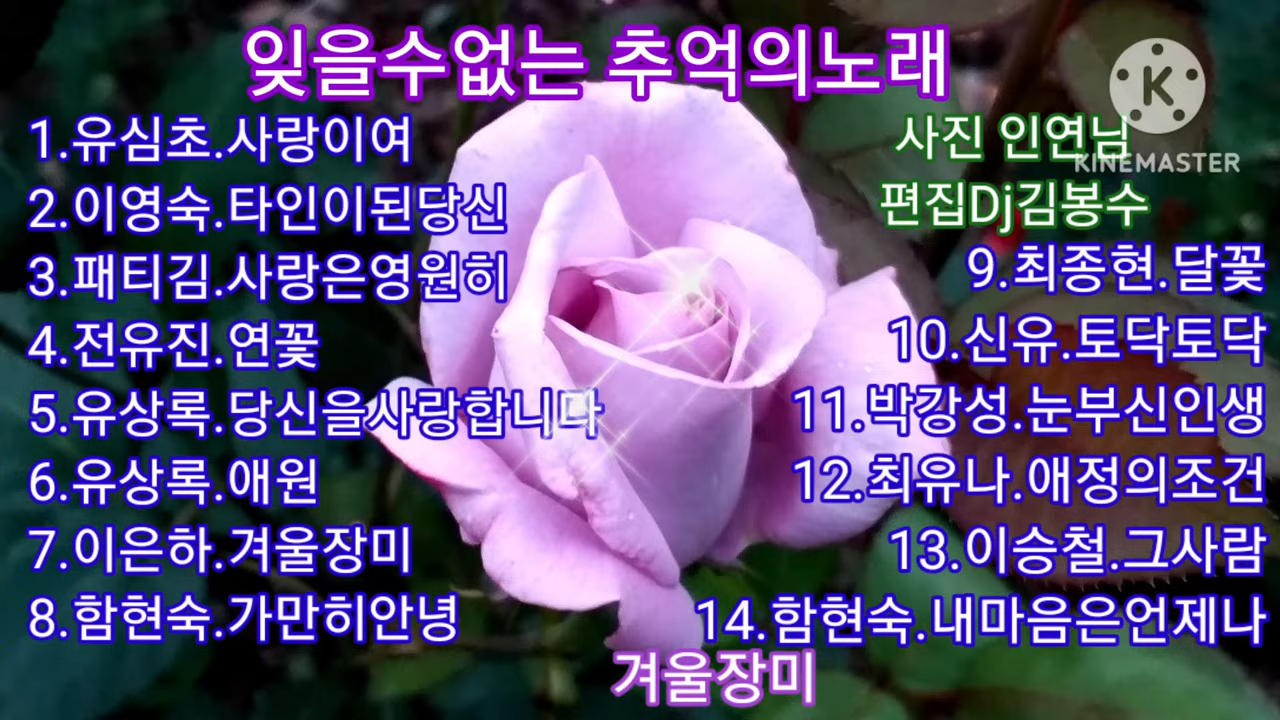 잊을수없는 추억의노래
1.유심초.사랑이여
2.이영숙.타인이된당신
3.패티김.사랑은영원히
4.전유진.연꽃
5.유상록.당신을사랑합니다
6.유상록.애원
7.이은하.겨울장미
8.함현숙.가만히안녕
사진 인연님
편집Dj김봉수
9.최종현.달꽃
10.신유.토닥토닥
11.박강성.눈부신인생
12.최유나.애정의조건
13.이승철.그사람
14.함현숙.내마음은언제나
겨울장미
K
KINEMASTER